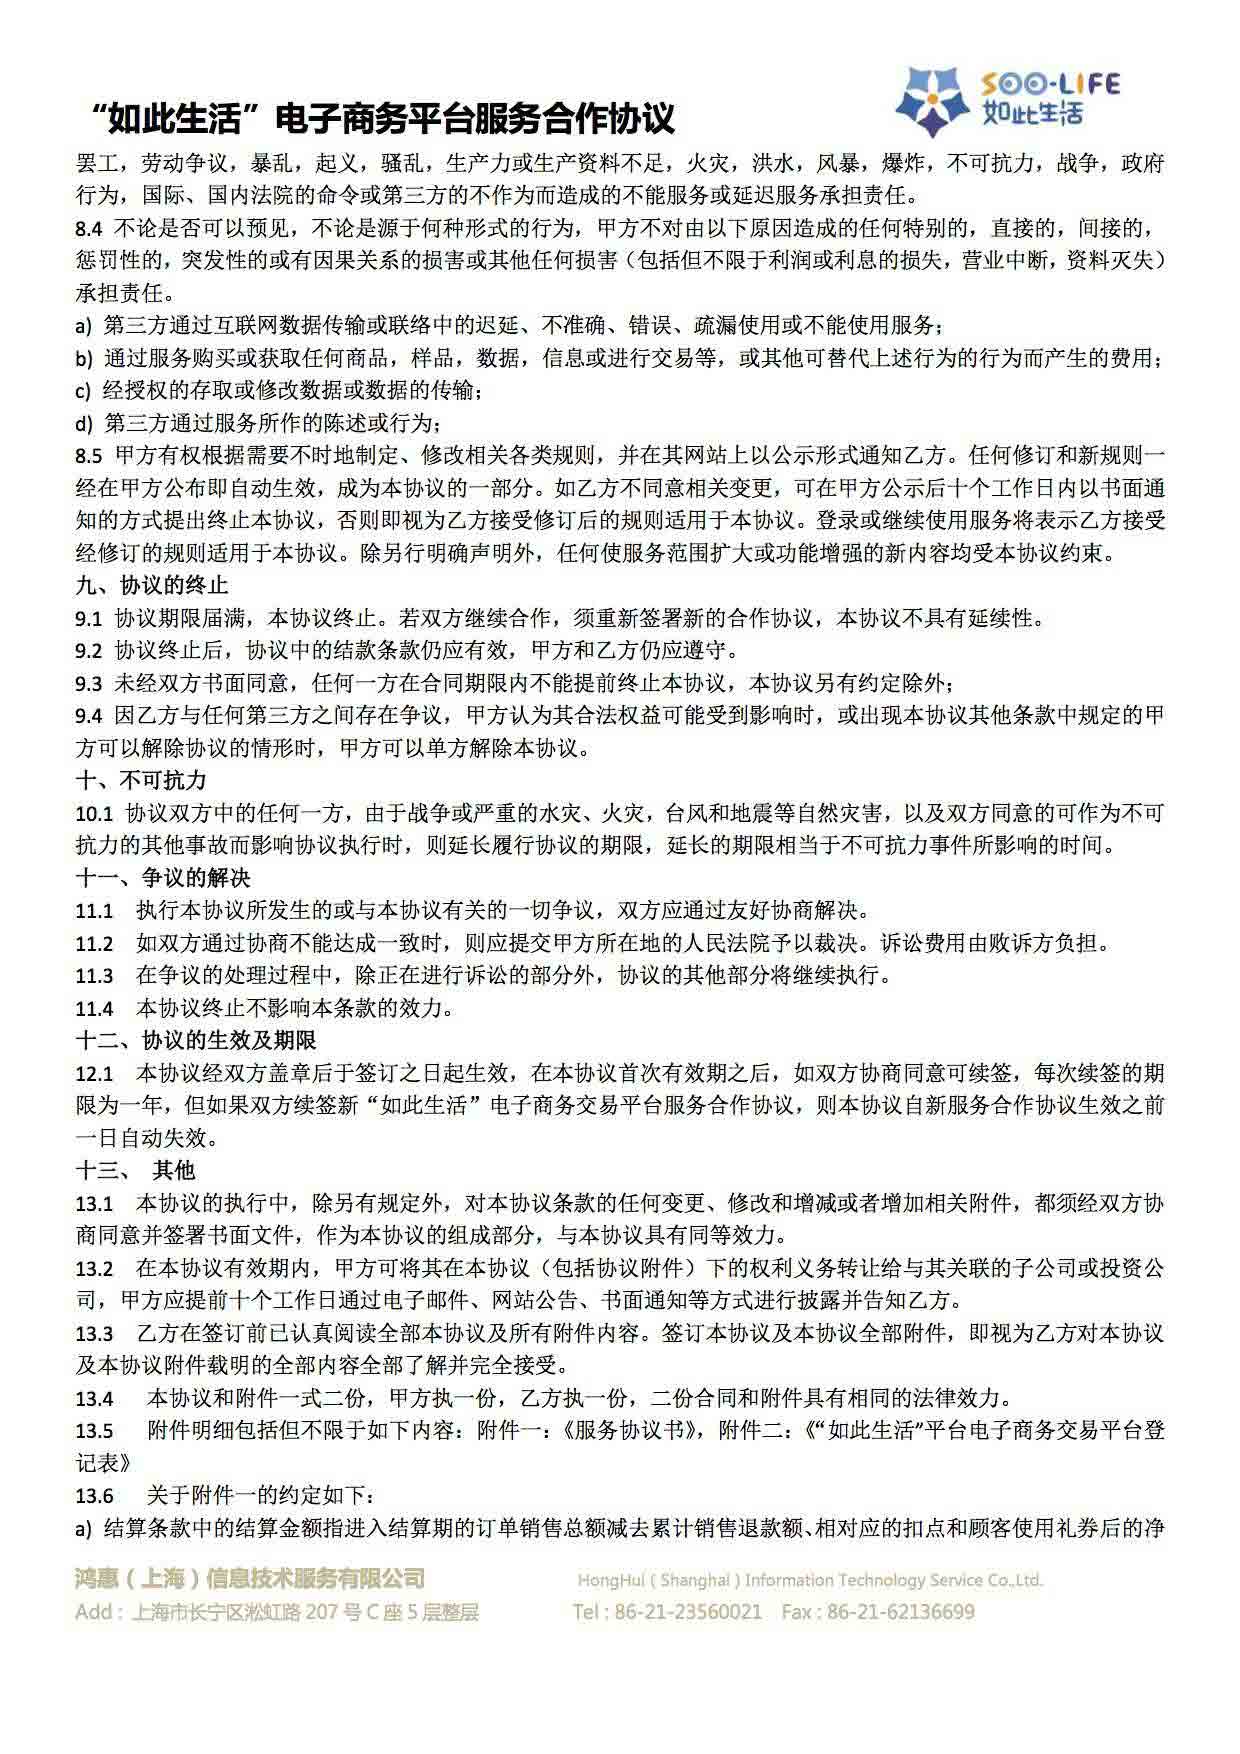 SOO-LIFE
如此生活
“如此生活”电子商务平台服务合作协议
罢工，劳动争议，暴乱，起义，骚乱，生产力或生产资料不足，火灾，洪水，风暴，爆炸，不可抗力，战争，政府
行为，国际、国内法院的命令或第三方的不作为而造成的不能服务或延迟服务承担责任。
8.4 不论是否可以预见，不论是源于何种形式的行为，甲方不对由以下原因造成的任何特别的，直接的，间接的，
惩罚性的，突发性的或有因果关系的损害或其他任何损害（包括但不限于利润或利息的损失，营业中断，资料灭失）
承担责任。
a) 第三方通过互联网数据传输或联络中的迟延、不准确、错误、疏漏使用或不能使用服务；
b) 通过服务购买或获取任何商品，样品，数据，信息或进行交易等，或其他可替代上述行为的行为而产生的费用；
c) 经授权的存取或修改数据或数据的传输；
d) 第三方通过服务所作的陈述或行为；
8.5 甲方有权根据需要不时地制定、修改相关各类规则，并在其网站上以公示形式通知乙方。任何修订和新规则一
经在甲方公布即自动生效，成为本协议的一部分。如乙方不同意相关变更，可在甲方公示后十个工作日内以书面通
知的方式提出终止本协议，否则即视为乙方接受修订后的规则适用于本协议。登录或继续使用服务将表示乙方接受
经修订的规则适用于本协议。除另行明确声明外，任何使服务范围扩大或功能增强的新内容均受本协议约束。
九、协议的终止
9.1 协议期限届满，本协议终止。若双方继续合作，须重新签署新的合作协议，本协议不具有延续性。
9.2 协议终止后，协议中的结款条款仍应有效，甲方和乙方仍应遵守。
9.3 未经双方书面同意，任何一方在合同期限内不能提前终止本协议，本协议另有约定除外；
9.4 因乙方与任何第三方之间存在争议，甲方认为其合法权益可能受到影响时，或出现本协议其他条款中规定的甲
方可以解除协议的情形时，甲方可以单方解除本协议。
十、不可抗力
10.1 协议双方中的任何一方，由于战争或严重的水灾、火灾，台风和地震等自然灾害，以及双方同意的可作为不可
抗力的其他事故而影响协议执行时，则延长履行协议的期限，延长的期限相当于不可抗力事件所影响的时间。
十一、争议的解决
11.1 执行本协议所发生的或与本协议有关的一切争议，双方应通过友好协商解决。
11.2 如双方通过协商不能达成一致时，则应提交甲方所在地的人民法院予以裁决。诉讼费用由败诉方负担。
11.3 在争议的处理过程中，除正在进行诉讼的部分外，协议的其他部分将继续执行。
11.4 本协议终止不影响本条款的效力。
十二、协议的生效及期限
12.1 本协议经双方盖章后于签订之日起生效，在本协议首次有效期之后，如双方协商同意可续签，每次续签的期
限为一年，但如果双方续签新“如此生活”电子商务交易平台服务合作协议，则本协议自新服务合作协议生效之前
一日自动失效。
十三、 其他
13.1 本协议的执行中，除另有规定外，对本协议条款的任何变更、修改和增减或者增加相关附件，都须经双方协
商同意并签署书面文件，作为本协议的组成部分，与本协议具有同等效力。
13.2 在本协议有效期内，甲方可将其在本协议（包括协议附件）下的权利义务转让给与其关联的子公司或投资公
司，甲方应提前十个工作日通过电子邮件、网站公告、书面通知等方式进行披露并告知乙方。
13.3 乙方在签订前已认真阅读全部本协议及所有附件内容。签订本协议及本协议全部附件，即视为乙方对本协议
及本协议附件载明的全部内容全部了解并完全接受。
13.4 本协议和附件一式二份，甲方执一份，乙方执一份，二份合同和附件具有相同的法律效力。
13.5 附件明细包括但不限于如下内容：附件一：《服务协议书》，附件二：《“如此生活”平台电子商务交易平台登
记表》
13.6 关于附件一的约定如下：
a) 结算条款中的结算金额指进入结算期的订单销售总额减去累计销售退款额、相对应的扣点和顾客使用礼券后的净
鸿惠（上海）信息技术服务有限公司 HongHui ( Shanghai ) Information Technology Service Co.,Ltd.
Add : 上海市长宁区淞虹路 207 号 C 座 5 层整层 Tel : 86-21-23560021 Fax : 86-21-62136699